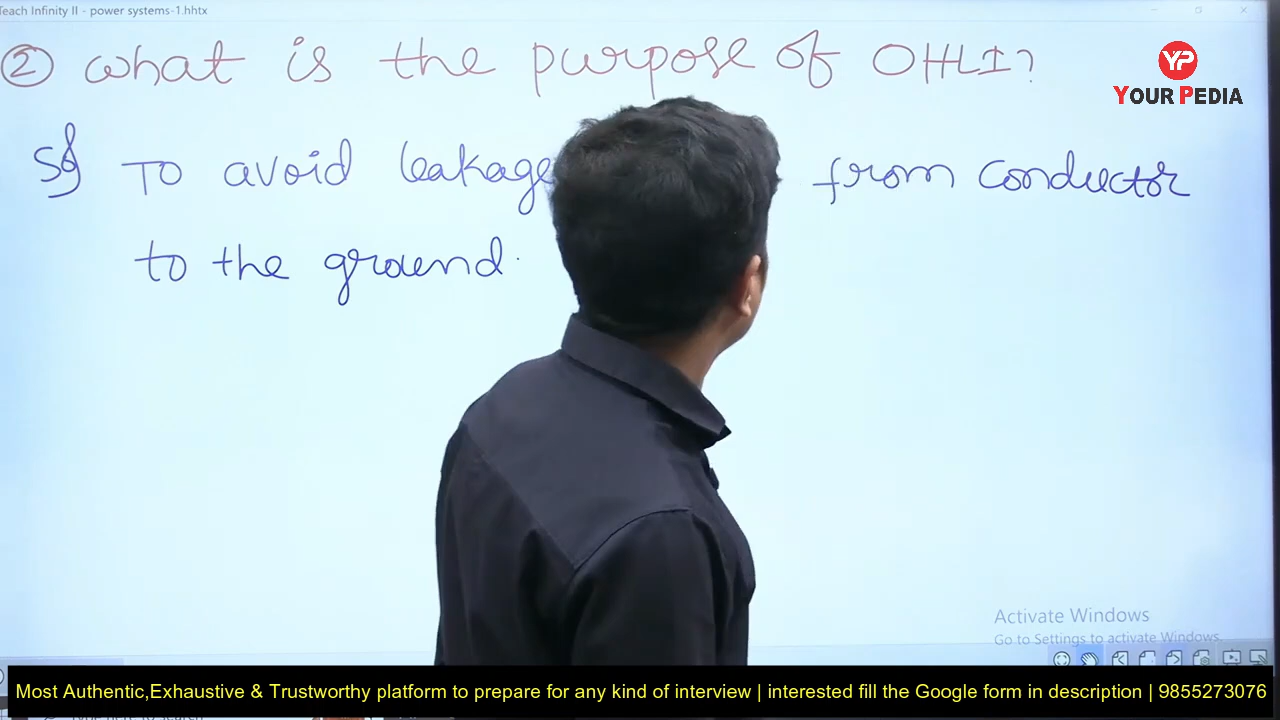 Teach Infinity II - power systems-1.hhtx
② What is the purpose of OHLI?
YP
YOUR PEDIA
Sol To avoid leakage from conductor
to the ground.
Activate Windows
Go to Settings to activate Windows.
Most Authentic,Exhaustive & Trustworthy platform to prepare for any kind of interview | interested fill the Google form in description | 9855273076